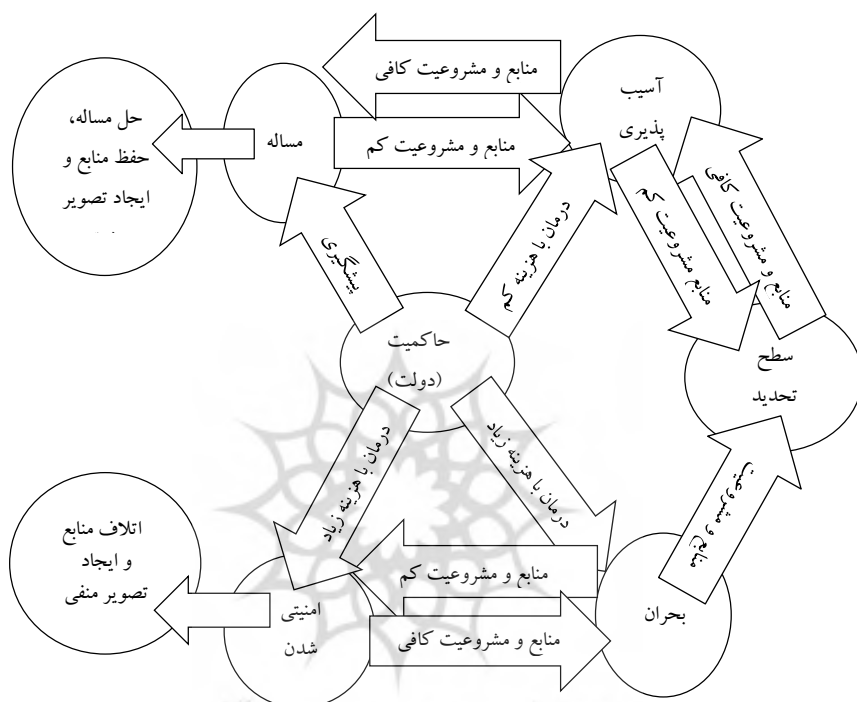 منابع و مشروعیت کافی
آسیب
پذیری
حل مساله،
حفظ منابع و
ایجاد تصویر
مساله
منابع و مشروعیت کم
منابع و مشروعیت کافی
منابع مشروعیت کم
درمان با هزینه کم
پیشگیری
حاکمیت
(دولت)
سطح
تحدید
درمان با هزینه زیاد
درمان با هزینه زیاد
منابع و مشروعیت
اتلاف منابع
و ایجاد
تصویر منفی
منابع و مشروعیت کم
امنیتی
شدن
منابع و مشروعیت کافی
بحران